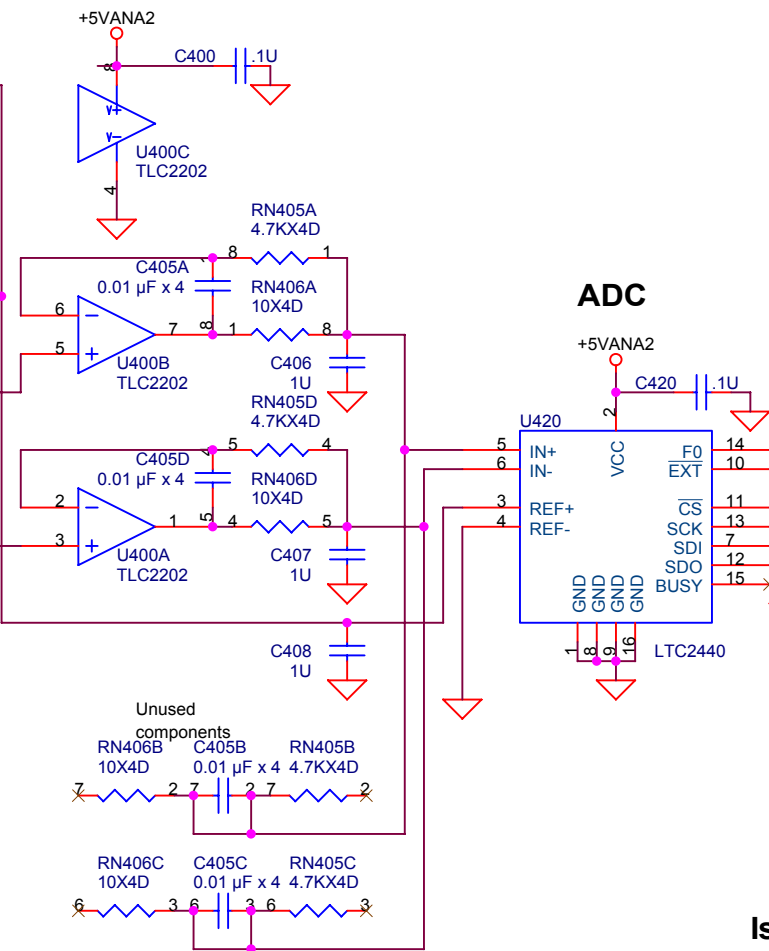 +5VANA2
8
C400
.1U
V+
V-
U400C
TLC2202
4
RN405A
4.7KX4D
8
1
C405A
0.01 µF x 4
1
8
RN406A
10X4D
1
8
6
5
7
U400B
TLC2202
C406
1U
RN405D
4.7KX4D
5
4
C405D
0.01 µF x 4
4
5
RN406D
10X4D
4
5
2
3
1
U400A
TLC2202
C407
1U
C408
1U
ADC
+5VANA2
C420
.1U
2
U420
VCC
5 IN+
6 IN-
3 REF+
4 REF-
F0 14
EXT 10
CS 11
SCK 13
SDI 7
SDO 12
BUSY 15
GND GND GND GND
1 8 9 16
LTC2440
Unused
components
RN406B C405B RN405B
10X4D 0.01 µF x 4 4.7KX4D
7 2 7 2 7 2
RN406C C405C RN405C
10X4D 0.01 µF x 4 4.7KX4D
6 3 6 3 6 3
Is